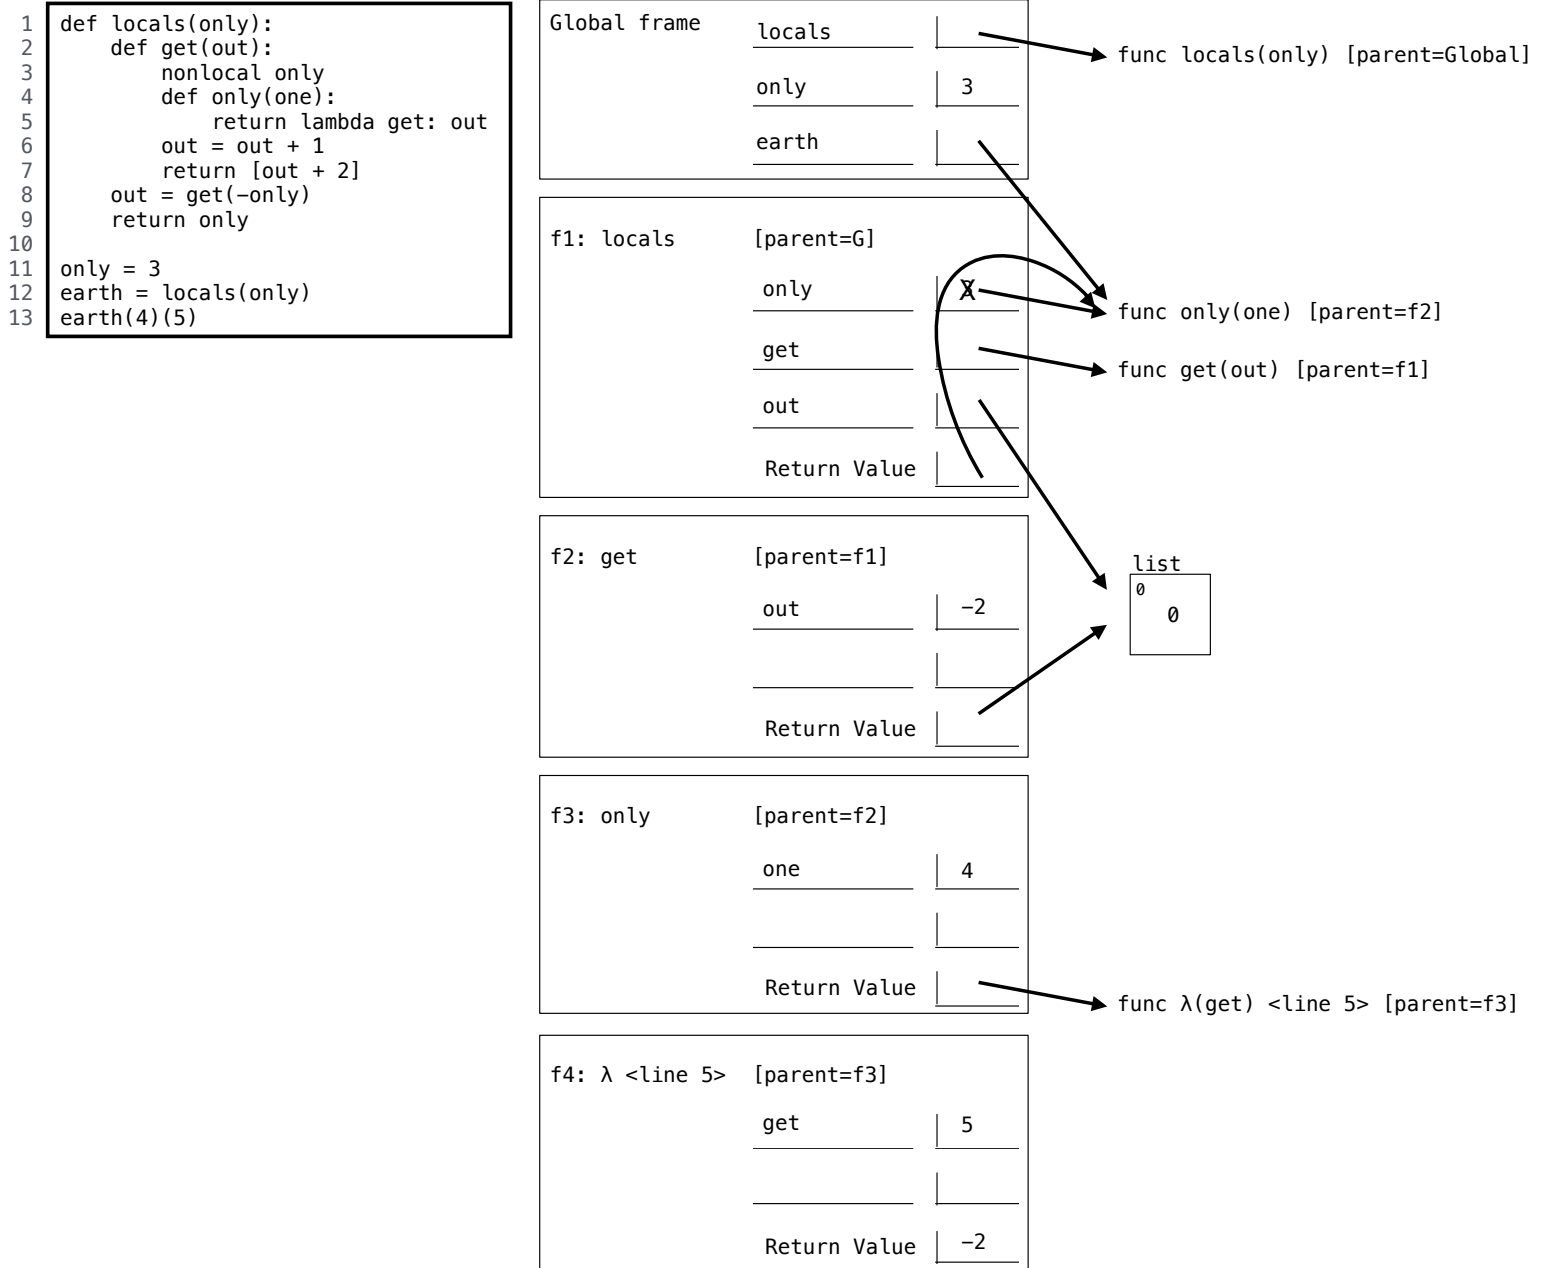 1 def locals(only):
2     def get(out):
3         nonlocal only
4         def only(one):
5             return lambda get: out
6         out = out + 1
7         return [out + 2]
8     out = get(−only)
9     return only
10
11 only = 3
12 earth = locals(only)
13 earth(4)(5)
Global frame
locals
func locals(only) [parent=Global]
only 3
earth
f1: locals [parent=G]
only 3
func only(one) [parent=f2]
get
func get(out) [parent=f1]
out
Return Value
f2: get [parent=f1]
list
0
0
out −2
Return Value
f3: only [parent=f2]
one 4
Return Value
func λ(get) <line 5> [parent=f3]
f4: λ <line 5> [parent=f3]
get 5
Return Value −2